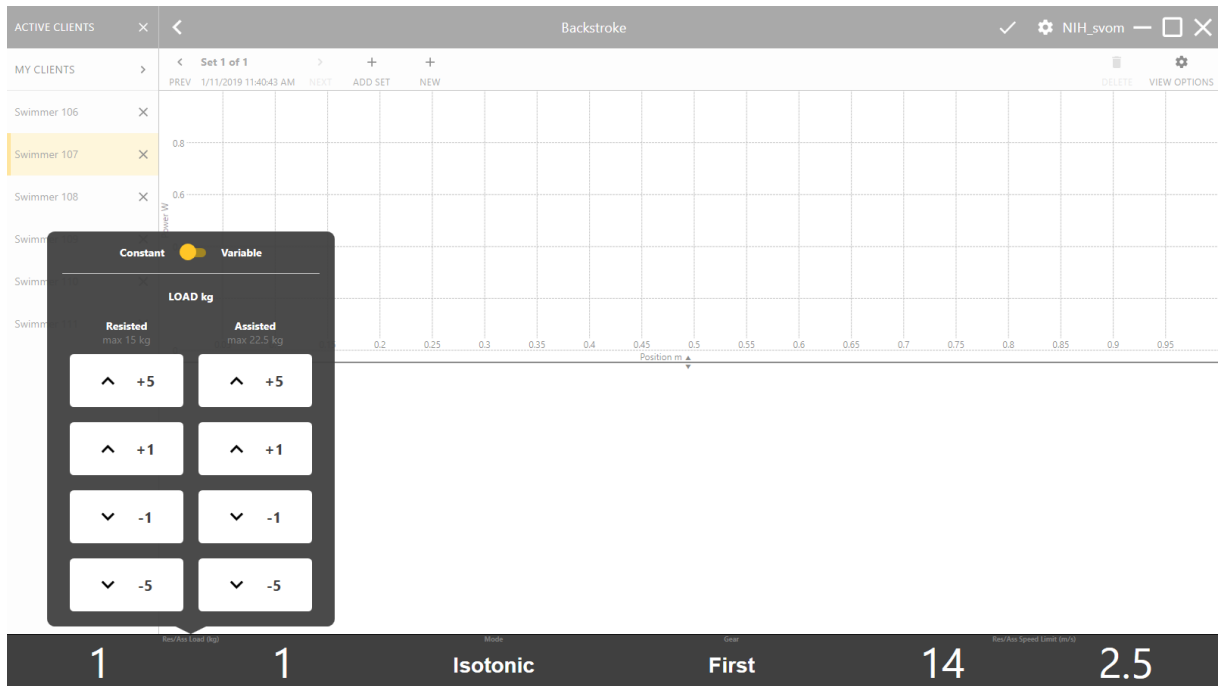 ACTIVE CLIENTS
Backstroke
NIH_svom
MY CLIENTS
Set 1 of 1
PREV 1/11/2019 11:40:43 AM NEXT
ADD SET
NEW
DELETE
VIEW OPTIONS
Swimmer 106
Swimmer 107
Swimmer 108
0.8
0.6
Constant Variable
LOAD kg
Resisted Assisted
max 15 kg max 22.5 kg
+5 +5
+1 +1
-1 -1
-5 -5
0.2 0.25 0.3 0.35 0.4 0.45 0.5 0.55 0.6 0.65 0.7 0.75 0.8 0.85 0.9 0.95
Position m
Res/Ass Load (kg) Mode Gear Res/Ass Speed Limit (m/s)
1 1 Isotonic First 14 2.5